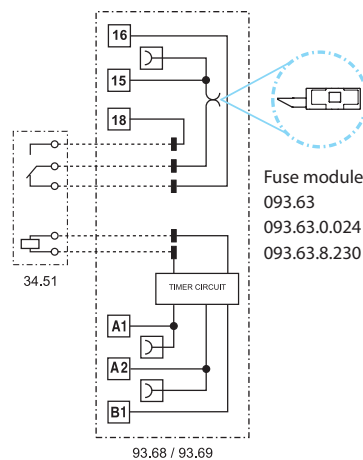 16
15
18
Fuse module
093.63
093.63.0.024
093.63.8.230
34.51
TIMER CIRCUIT
A1
A2
B1
93.68 / 93.69